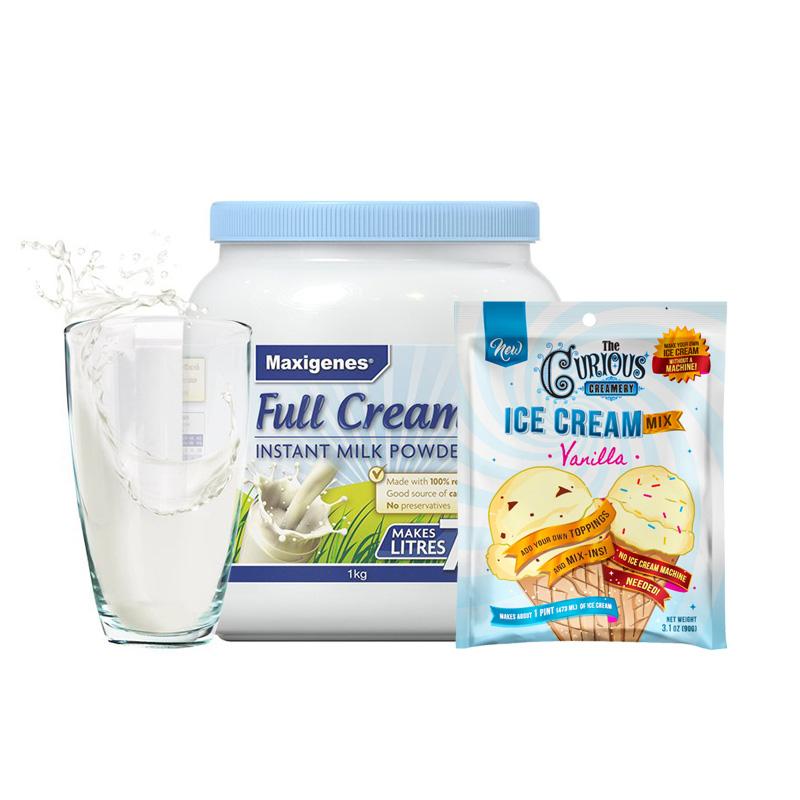 Maxigenes®
Full Cream
INSTANT MILK POWDE
Made with 100% re
Good source of ca
No preservatives
MAKES
LITRES 7
1kg
New
The
CURIOUS
CREAMERY
MAKE YOUR OWN
ICE CREAM
WITHOUT A
MACHINE!
ICE CREAM MIX
• Vanilla •
ADD YOUR OWN TOPPINGS
AND MIX-INS!
NO ICE CREAM MACHINE
NEEDED!
MAKES ABOUT 1 PINT (473 ML) OF ICE CREAM
NET WEIGHT
3.1 OZ (90G)